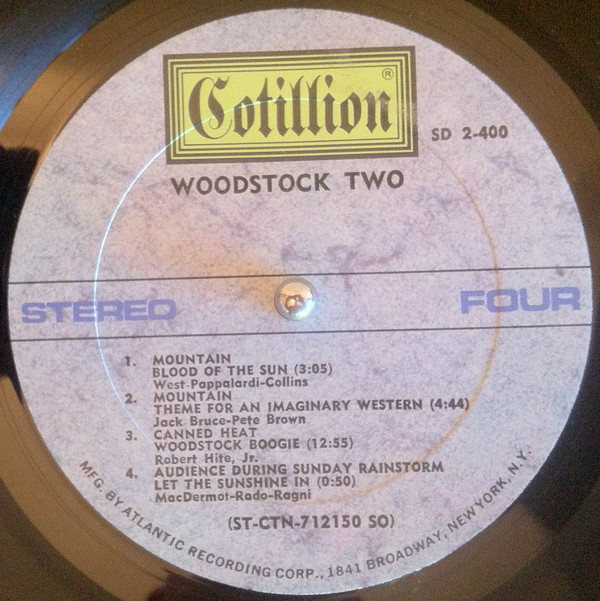 Cotillion®
SD 2-400
WOODSTOCK TWO
STEREO
FOUR
1. MOUNTAIN
BLOOD OF THE SUN (3:05)
West-Pappalardi-Collins
2. MOUNTAIN
THEME FOR AN IMAGINARY WESTERN (4:44)
Jack Bruce-Pete Brown
3. CANNED HEAT
WOODSTOCK BOOGIE (12:55)
Robert Hite, Jr.
4. AUDIENCE DURING SUNDAY RAINSTORM
LET THE SUNSHINE IN (0:50)
MacDermot-Rado-Ragni
(ST-CTN-712150 SO)
MFG. BY ATLANTIC RECORDING CORP., 1841 BROADWAY, NEW YORK, N.Y.